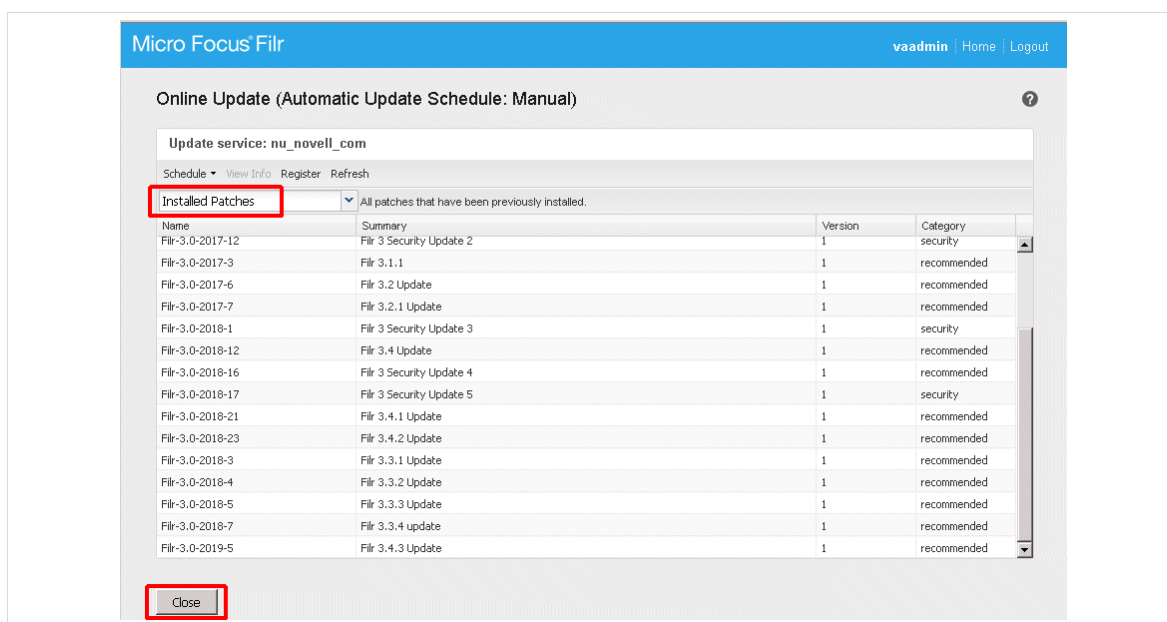 Micro Focus® Filr
vaadmin Home Logout
Online Update (Automatic Update Schedule: Manual)
Update service: nu_novell_com
Schedule View Info Register Refresh
Installed Patches All patches that have been previously installed.
Name Summary Version Category
Filr-3.0-2017-12 Filr 3 Security Update 2 1 security
Filr-3.0-2017-3 Filr 3.1.1 1 recommended
Filr-3.0-2017-6 Filr 3.2 Update 1 recommended
Filr-3.0-2017-7 Filr 3.2.1 Update 1 recommended
Filr-3.0-2018-1 Filr 3 Security Update 3 1 security
Filr-3.0-2018-12 Filr 3.4 Update 1 recommended
Filr-3.0-2018-16 Filr 3 Security Update 4 1 recommended
Filr-3.0-2018-17 Filr 3 Security Update 5 1 security
Filr-3.0-2018-21 Filr 3.4.1 Update 1 recommended
Filr-3.0-2018-23 Filr 3.4.2 Update 1 recommended
Filr-3.0-2018-3 Filr 3.3.1 Update 1 recommended
Filr-3.0-2018-4 Filr 3.3.2 Update 1 recommended
Filr-3.0-2018-5 Filr 3.3.3 Update 1 recommended
Filr-3.0-2018-7 Filr 3.3.4 update 1 recommended
Filr-3.0-2019-5 Filr 3.4.3 Update 1 recommended
Close